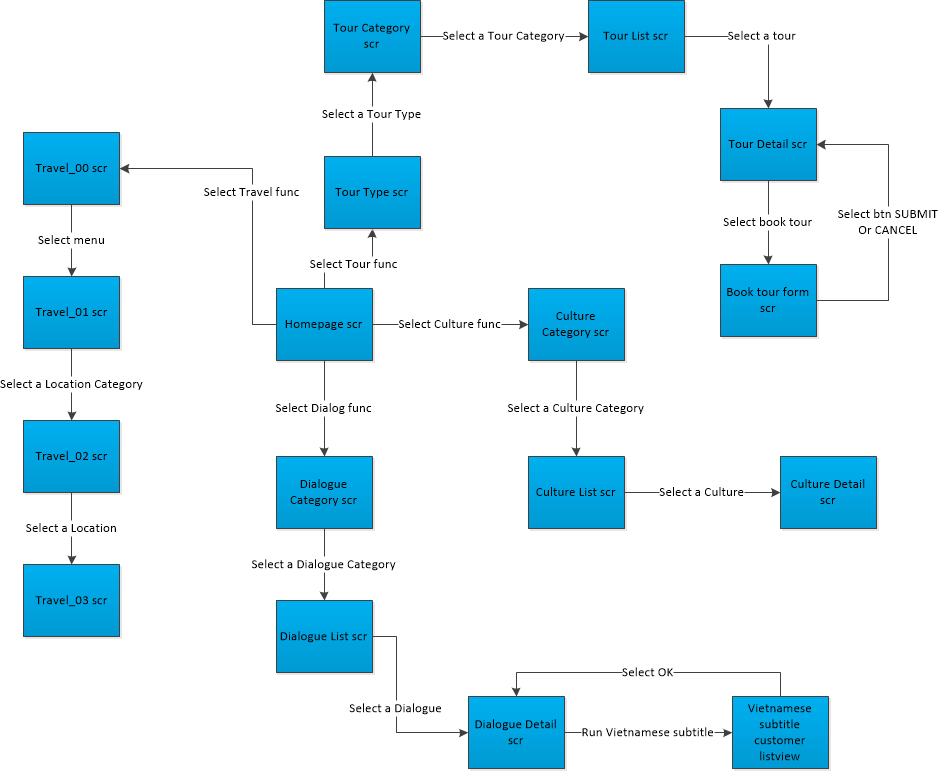 Tour Category
scr
Select a Tour Category
Tour List scr
Select a tour
Select a Tour Type
Tour Detail scr
Travel_00 scr
Select Travel func
Tour Type scr
Select book tour
Select btn SUBMIT
Or CANCEL
Select menu
Select Tour func
Book tour form
scr
Travel_01 scr
Homepage scr
Select Culture func
Culture
Category scr
Select a Location Category
Select Dialog func
Select a Culture Category
Travel_02 scr
Dialogue
Category scr
Culture List scr
Select a Culture
Culture Detail
scr
Select a Location
Select a Dialogue Category
Travel_03 scr
Dialogue List scr
Select OK
Select a Dialogue
Dialogue Detail
scr
Run Vietnamese subtitle
Vietnamese
subtitle
customer
listview